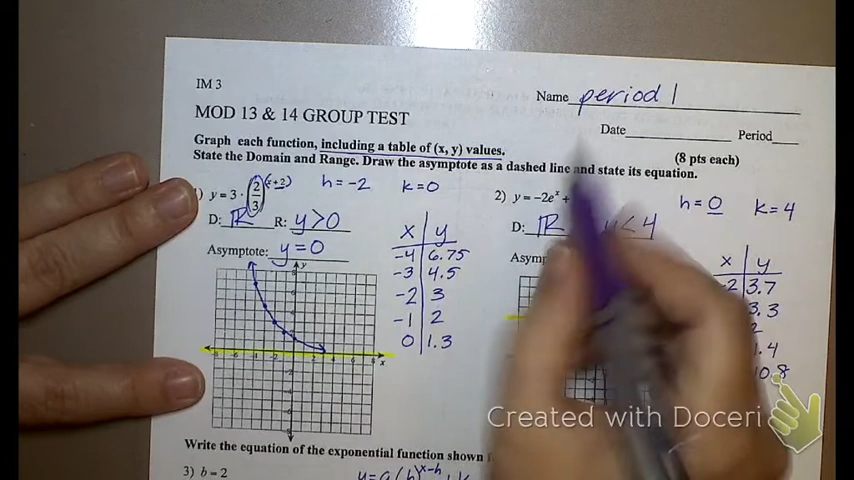 IM 3
Name period 1
MOD 13 & 14 GROUP TEST
Date Period
(8 pts each)
Graph each function, including a table of (x, y) values.
State the Domain and Range. Draw the asymptote as a dashed line and state its equation.
1) y = 3 · (2/3)^(x+2) h = -2 k = 0
D: ℝ R: y > 0
Asymptote: y = 0
x y
-4 6.75
-3 4.5
-2 3
-1 2
0 1.3
y
x
2) y = -2e^x + h = 0 k = 4
D: ℝ y < 4
Asym
x y
-2 3.7
3.3
2
.4
Created with Doceri
Write the equation of the exponential function shown
3) b = 2 y = a(b)^(x-h) + k